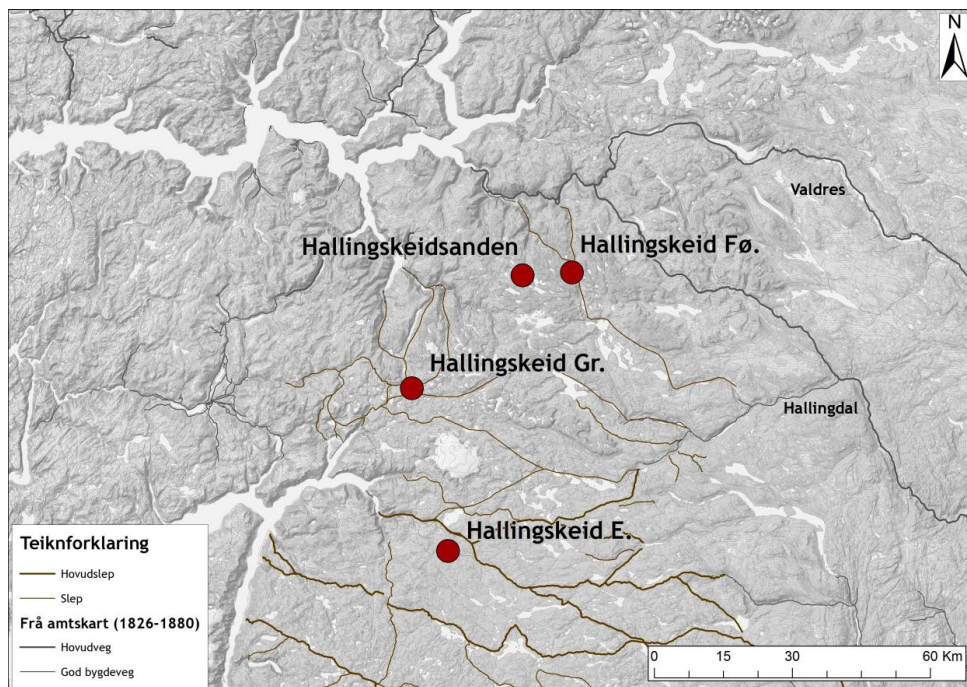 N
Valdres
Hallingskeidsanden
Hallingskeid Fø.
Hallingskeid Gr.
Hallingdal
Hallingskeid E.
Teiknforklaring
Hovudslep
Slep
Frå amtskart (1826-1880)
Hovudveg
God bygdeveg
0 15 30 60 Km